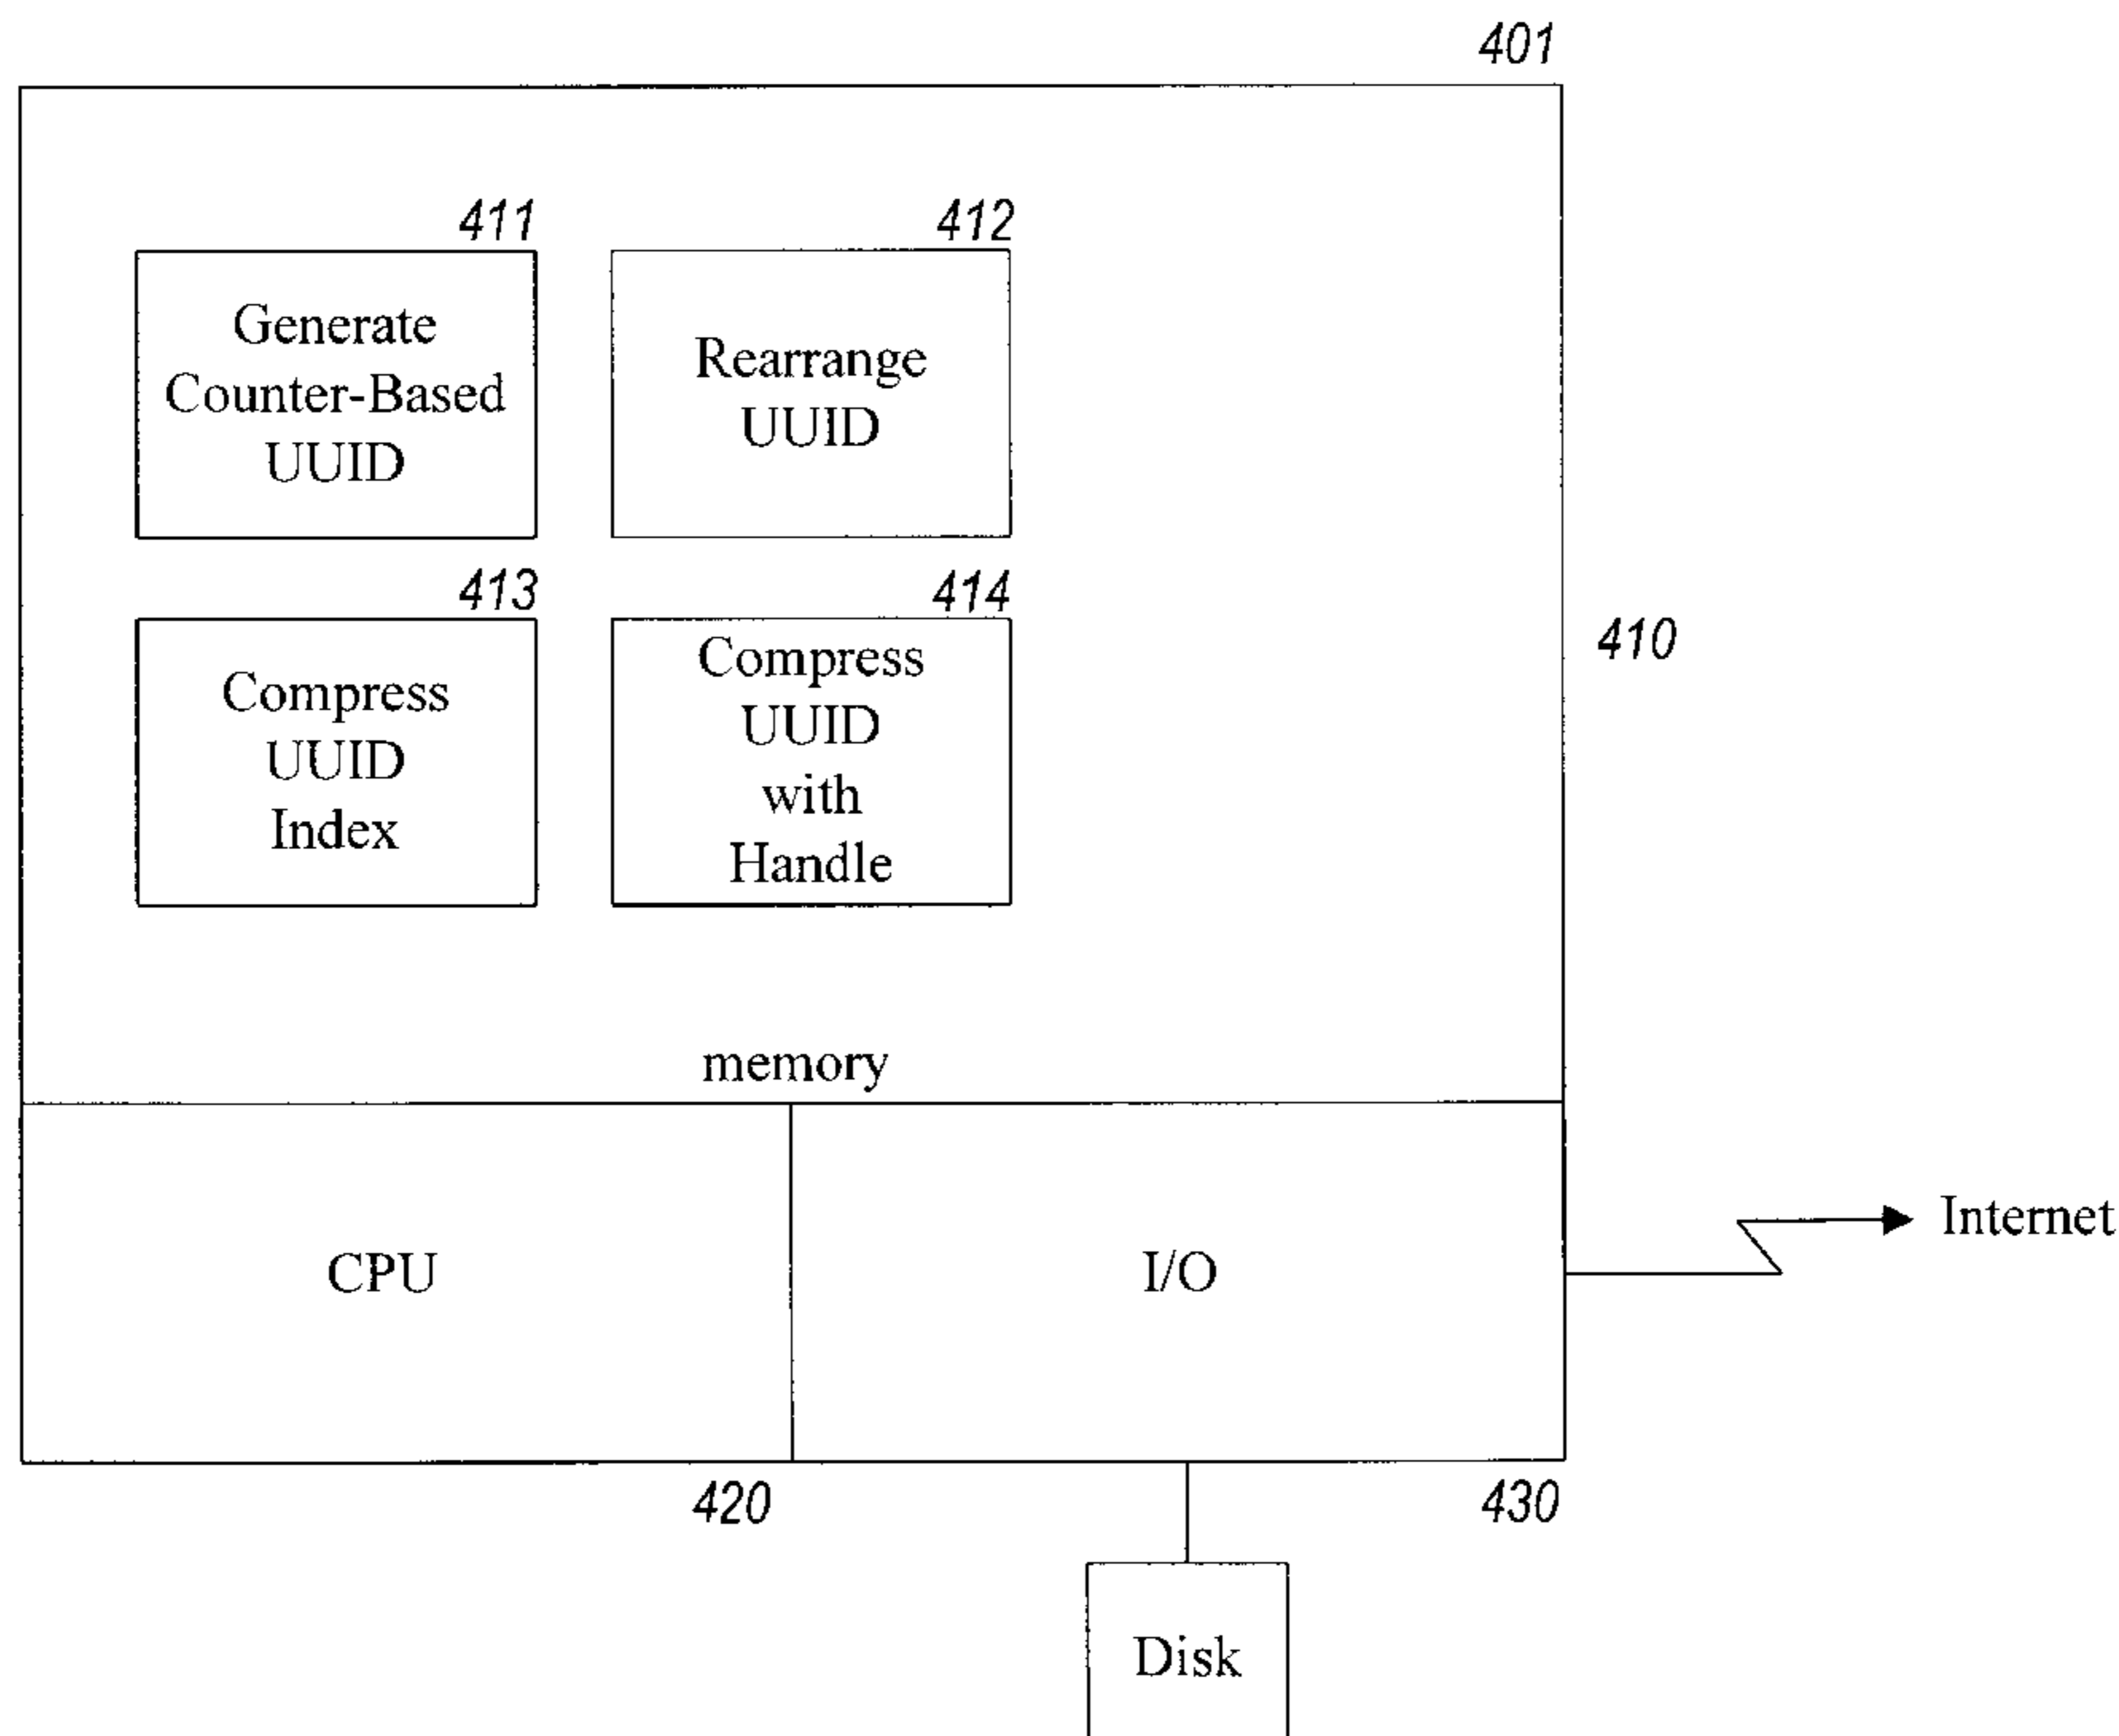 401
411
Generate
Counter-Based
UUID
412
Rearrange
UUID
413
Compress
UUID
Index
414
Compress
UUID
with
Handle
410
memory
CPU
I/O
Internet
420
430
Disk